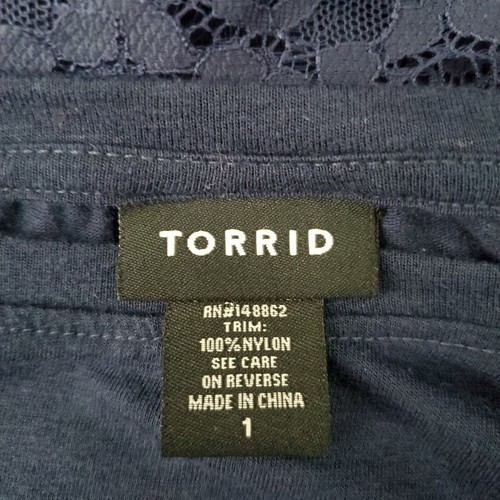 TORRID
RN#148862
TRIM:
100% NYLON
SEE CARE
ON REVERSE
MADE IN CHINA
1